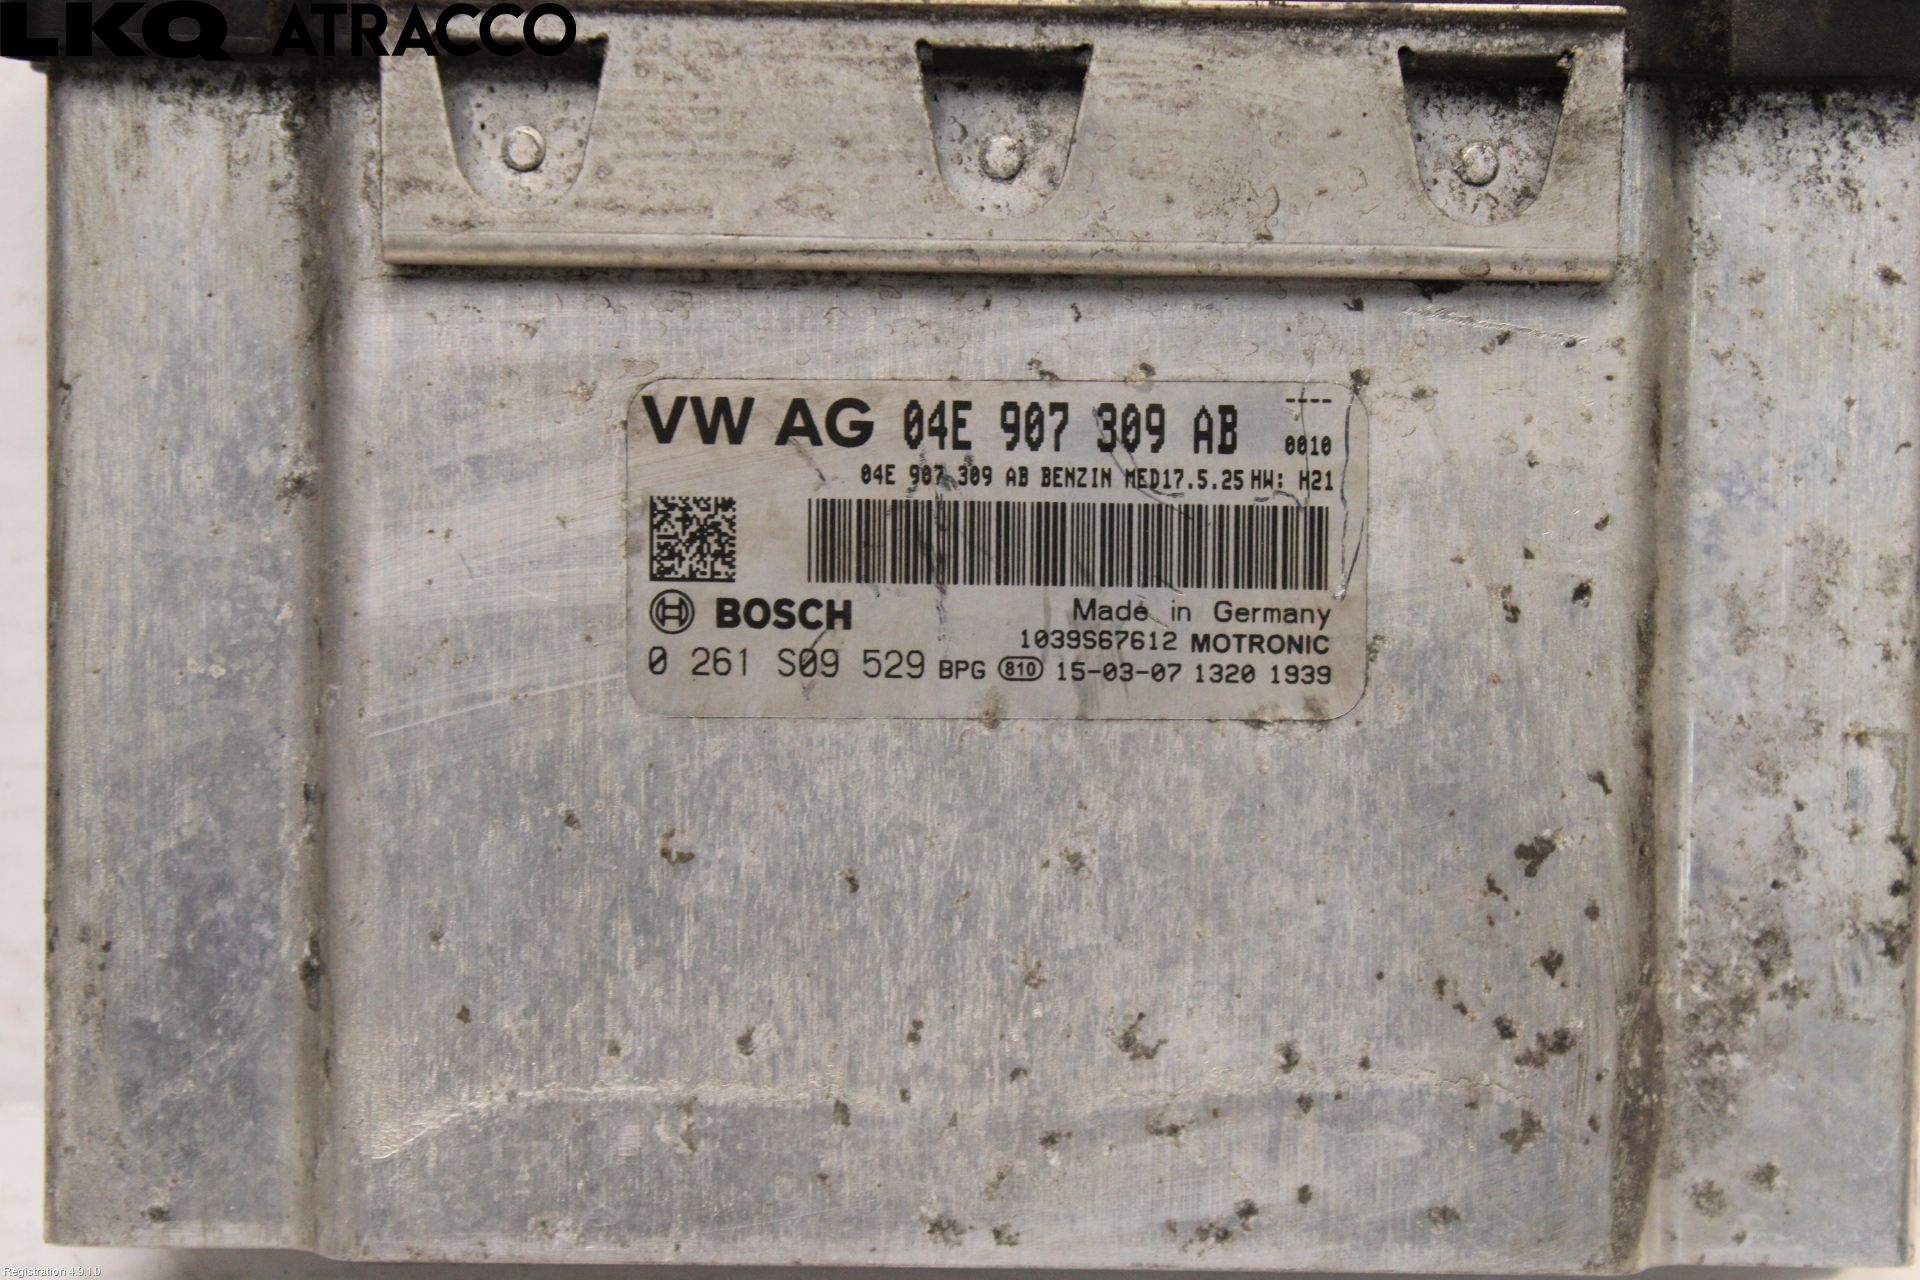 LKQ ATRACCO
VW AG 04E 907 309 AB ----
0010
04E 907 309 AB BENZIN MED17.5.25 HW: H21
BOSCH Made in Germany
1039S67612 MOTRONIC
0 261 S09 529 BPG 810 15-03-07 1320 1939
Registration 4.9.1.0